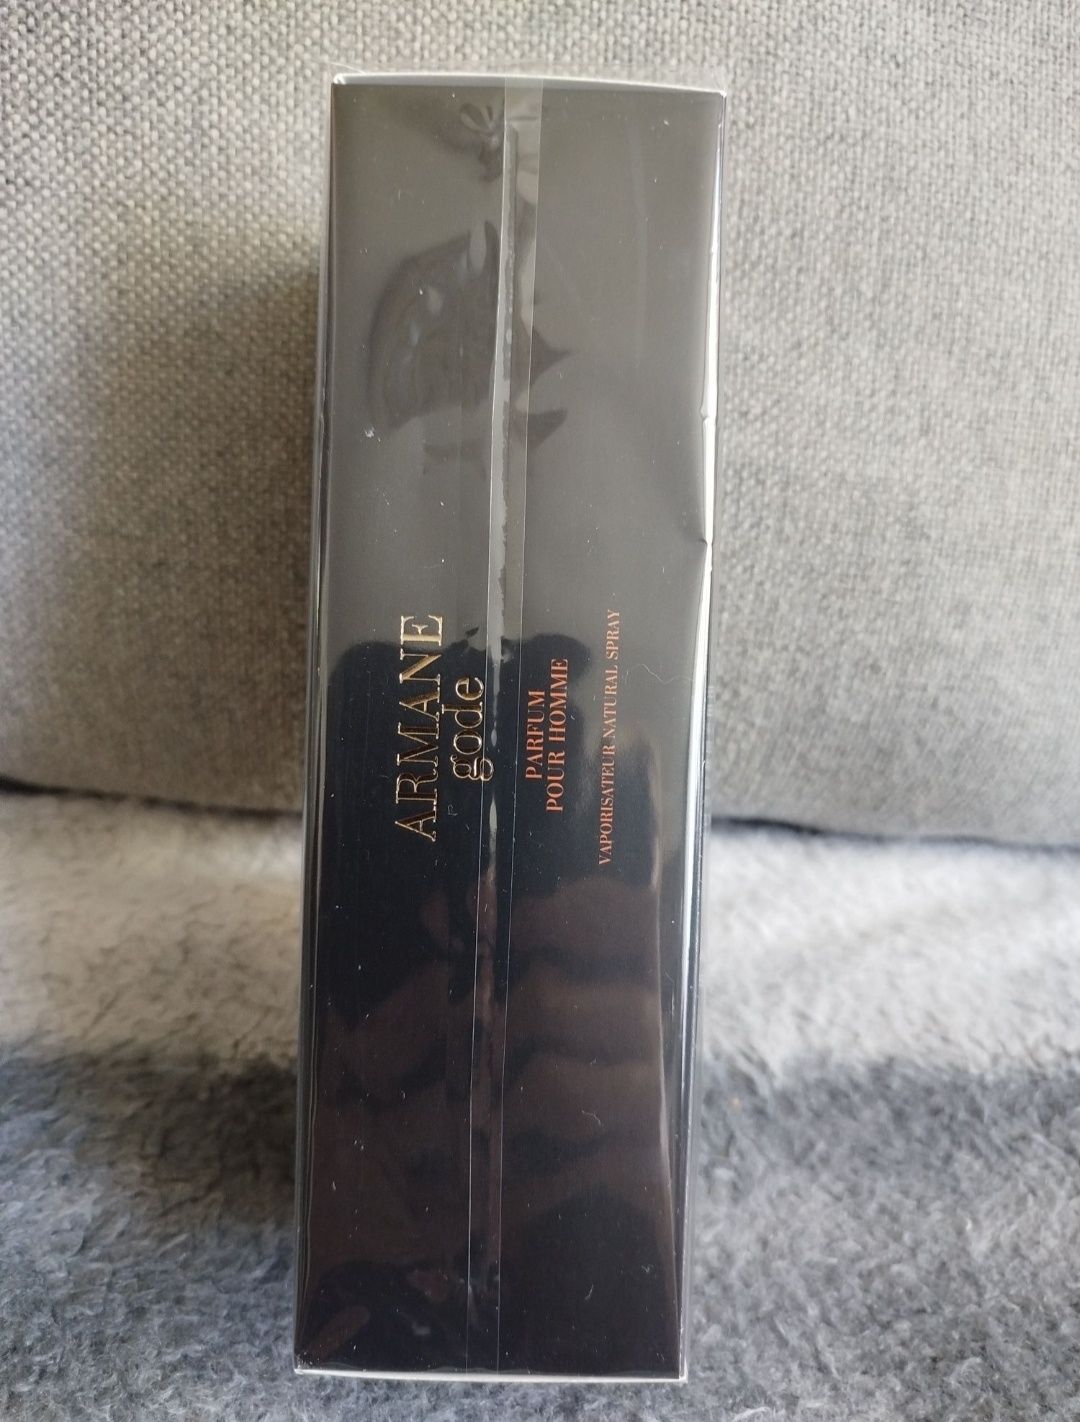 ARMANE
gode
PARFUM
POUR HOMME
VAPORISATEUR NATURAL SPRAY